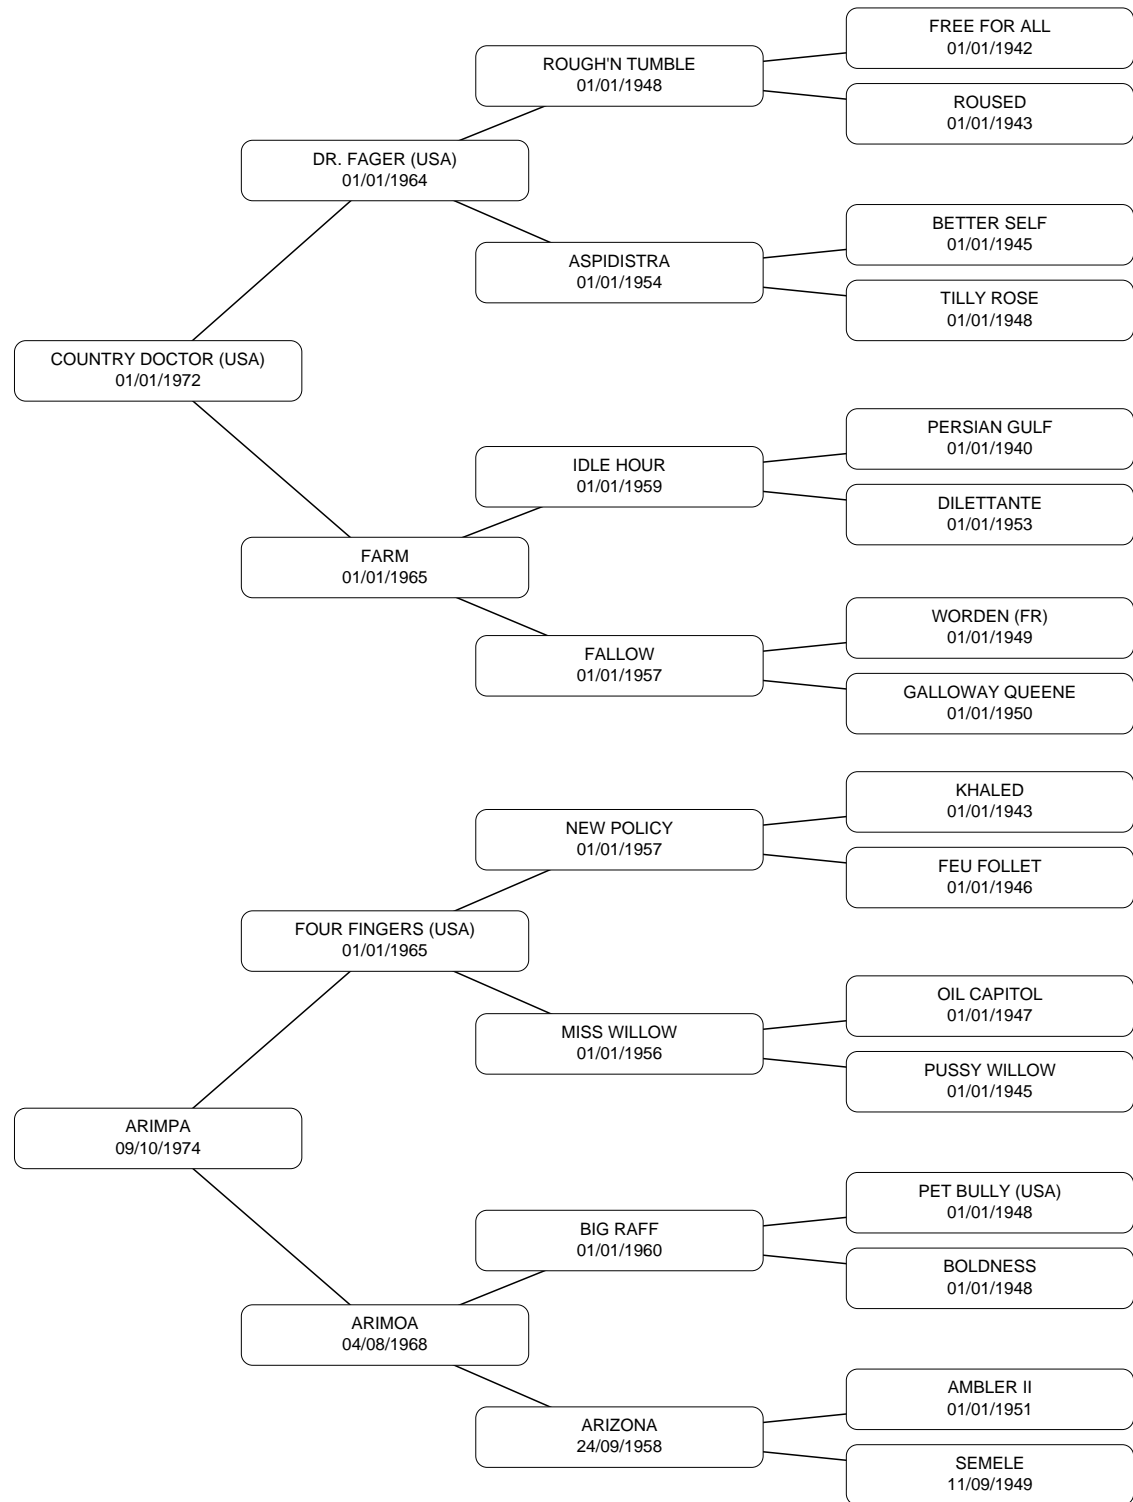 FREE FOR ALL
01/01/1942
ROUGH'N TUMBLE
01/01/1948
ROUSED
01/01/1943
DR. FAGER (USA)
01/01/1964
BETTER SELF
01/01/1945
ASPIDISTRA
01/01/1954
TILLY ROSE
01/01/1948
COUNTRY DOCTOR (USA)
01/01/1972
PERSIAN GULF
01/01/1940
IDLE HOUR
01/01/1959
DILETTANTE
01/01/1953
FARM
01/01/1965
WORDEN (FR)
01/01/1949
FALLOW
01/01/1957
GALLOWAY QUEENE
01/01/1950
KHALED
01/01/1943
NEW POLICY
01/01/1957
FEU FOLLET
01/01/1946
FOUR FINGERS (USA)
01/01/1965
OIL CAPITOL
01/01/1947
MISS WILLOW
01/01/1956
PUSSY WILLOW
01/01/1945
ARIMPA
09/10/1974
PET BULLY (USA)
01/01/1948
BIG RAFF
01/01/1960
BOLDNESS
01/01/1948
ARIMOA
04/08/1968
AMBLER II
01/01/1951
ARIZONA
24/09/1958
SEMELE
11/09/1949